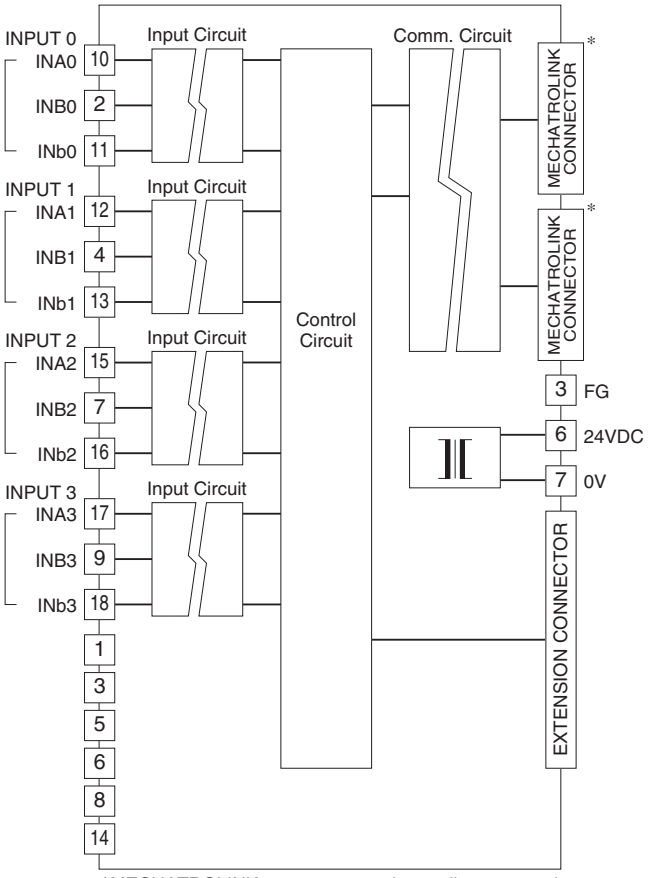 INPUT 0
INA0 10
INB0 2
INb0 11
Input Circuit
INPUT 1
INA1 12
INB1 4
INb1 13
Input Circuit
INPUT 2
INA2 15
INB2 7
INb2 16
Input Circuit
INPUT 3
INA3 17
INB3 9
INb3 18
Input Circuit
1
3
5
6
8
14
Control
Circuit
Comm. Circuit
MECHATROLINK
CONNECTOR
*
MECHATROLINK
CONNECTOR
*
3 FG
6 24VDC
7 0V
EXTENSION CONNECTOR